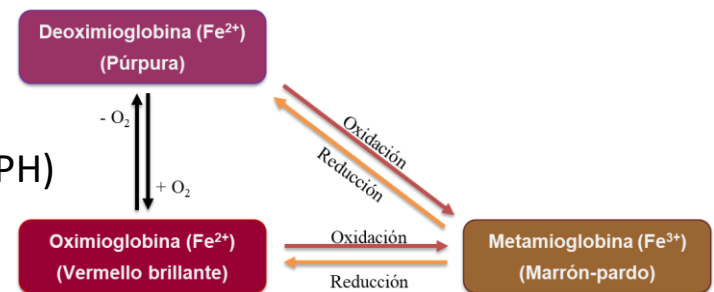 Deoximioglobina (Fe²⁺)
(Púrpura)
- O₂
+ O₂
Oxidación
Reducción
PH)
Oximioglobina (Fe²⁺)
(Vermello brillante)
Oxidación
Reducción
Metamioglobina (Fe³⁺)
(Marrón-pardo)